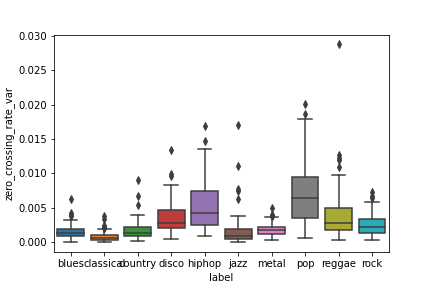 0.030
0.025
0.020
0.015
0.010
0.005
0.000
zero_crossing_rate_var
blues classical country disco hiphop jazz metal pop reggae rock
label